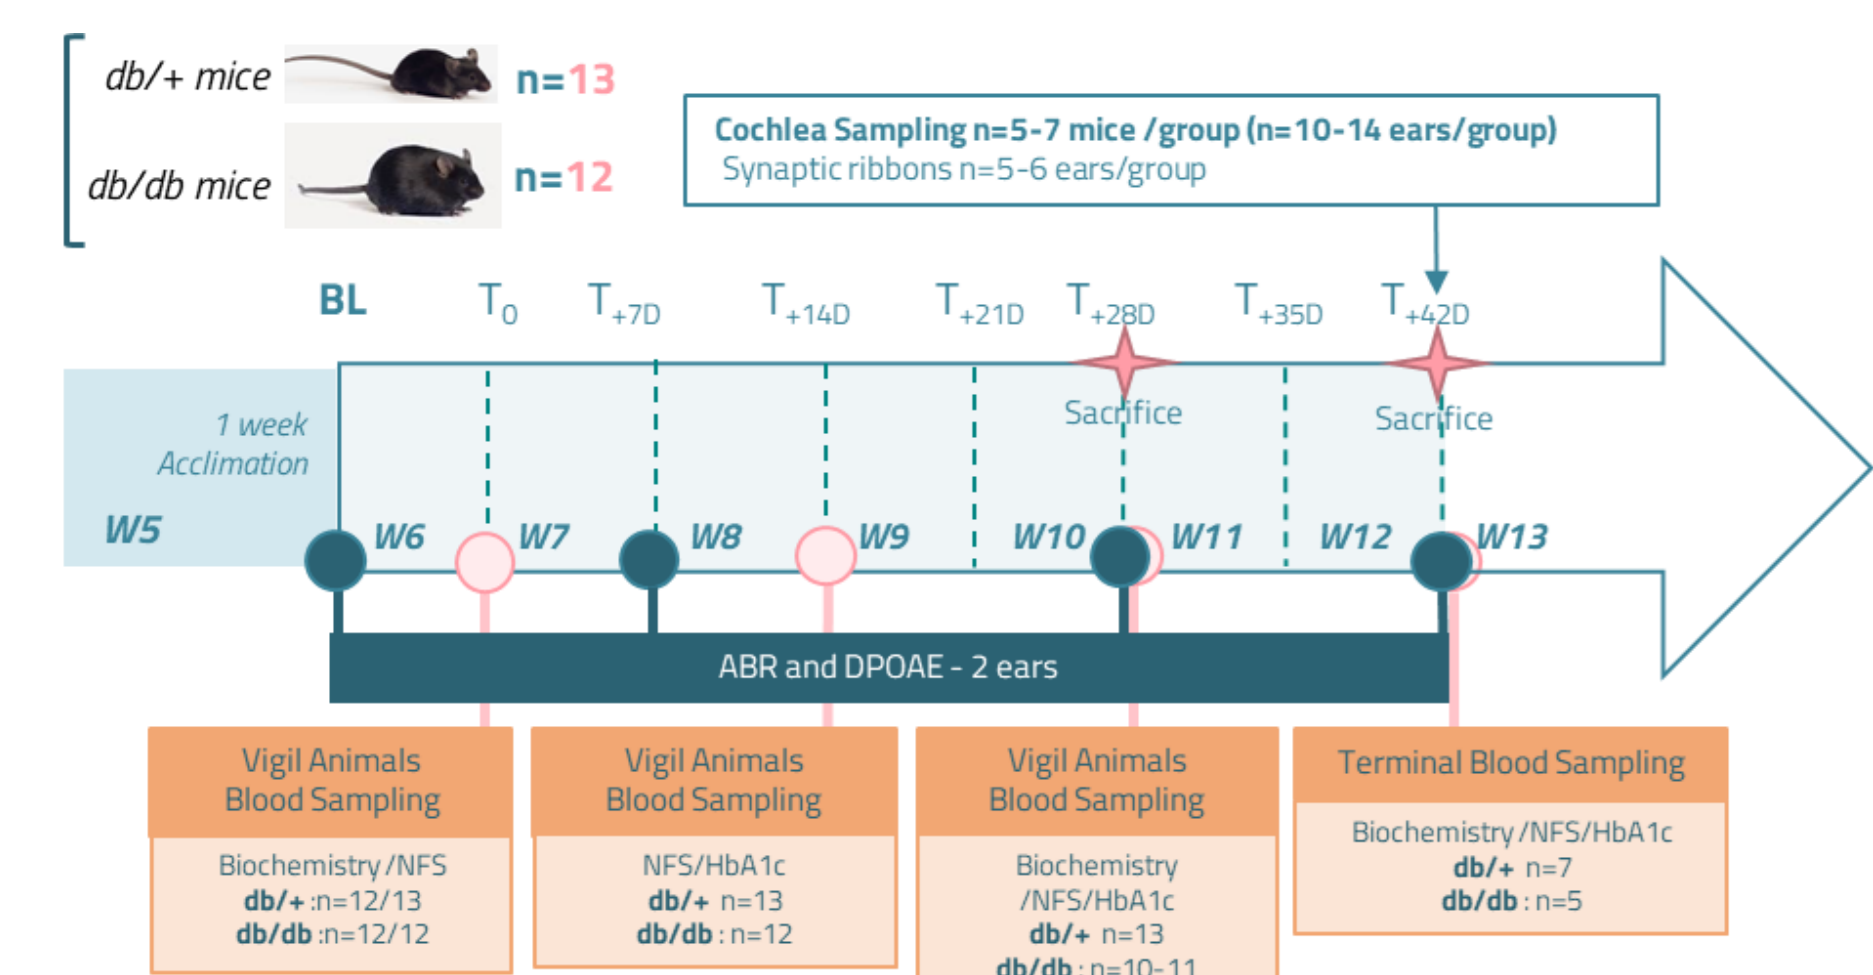 db/+ mice n=13
db/db mice n=12
Cochlea Sampling n=5-7 mice /group (n=10-14 ears/group)
Synaptic ribbons n=5-6 ears/group
BL T0 T+7D T+14D T+21D T+28D T+35D T+42D
Sacrifice Sacrifice
1 week
Acclimation
W5 W6 W7 W8 W9 W10 W11 W12 W13
ABR and DPOAE - 2 ears
Vigil Animals
Blood Sampling
Biochemistry /NFS
db/+ :n=12/13
db/db :n=12/12
Vigil Animals
Blood Sampling
NFS/HbA1c
db/+ n=13
db/db : n=12
Vigil Animals
Blood Sampling
Biochemistry
/NFS/HbA1c
db/+ n=13
db/db : n=10-11
Terminal Blood Sampling
Biochemistry /NFS/HbA1c
db/+ n=7
db/db : n=5